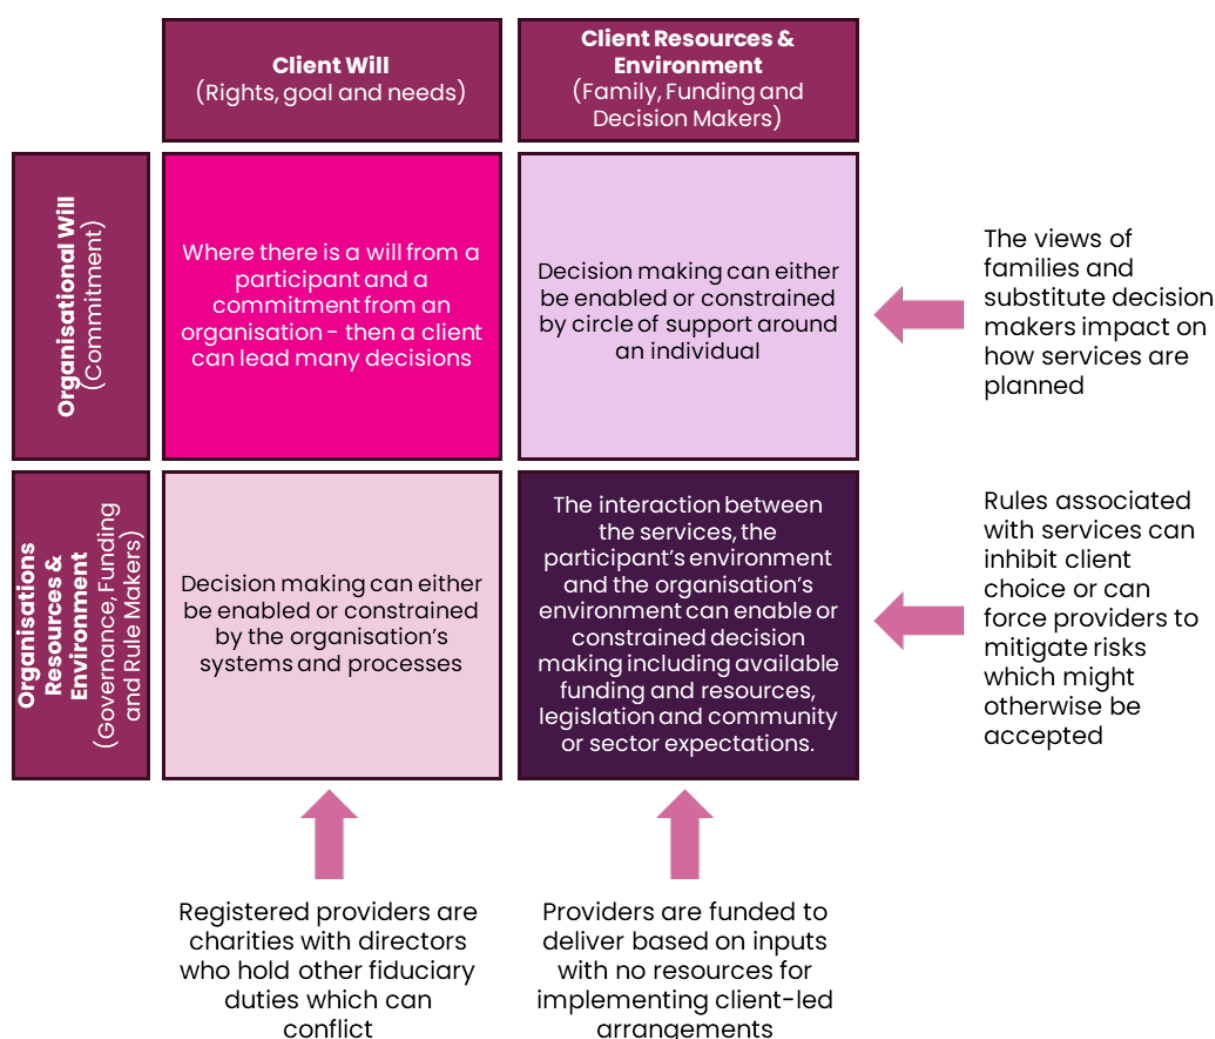 Client Will
(Rights, goal and needs)
Client Resources &
Environment
(Family, Funding and
Decision Makers)
Organisational Will
(Commitment)
Where there is a will from a
participant and a
commitment from an
organisation - then a client
can lead many decisions
Decision making can either
be enabled or constrained
by circle of support around
an individual
The views of
families and
substitute decision
makers impact on
how services are
planned
Organisations
Resources &
Environment
(Governance, Funding
and Rule Makers)
Decision making can either
be enabled or constrained
by the organisation's
systems and processes
The interaction between
the services, the
participant's environment
and the organisation's
environment can enable or
constrained decision
making including available
funding and resources,
legislation and community
or sector expectations.
Rules associated
with services can
inhibit client
choice or can
force providers to
mitigate risks
which might
otherwise be
accepted
Registered providers are
charities with directors
who hold other fiduciary
duties which can
conflict
Providers are funded to
deliver based on inputs
with no resources for
implementing client-led
arrangements